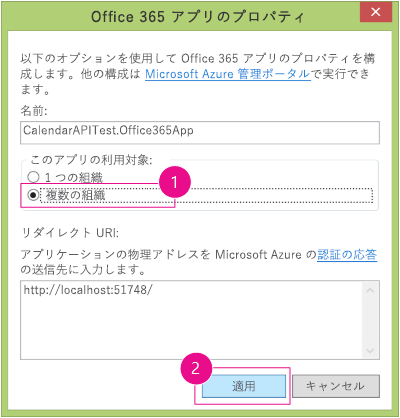 Office 365 アプリのプロパティ
以下のオプションを使用して Office 365 アプリのプロパティを構
成します。他の構成は Microsoft Azure 管理ポータルで実行でき
ます。
名前:
CalendarAPITest.Office365App
このアプリの利用対象:
1 つの組織
1
複数の組織
リダイレクト URI:
アプリケーションの物理アドレスを Microsoft Azure の認証の応答
の送信先に入力します。
http://localhost:51748/
2
適用
キャンセル